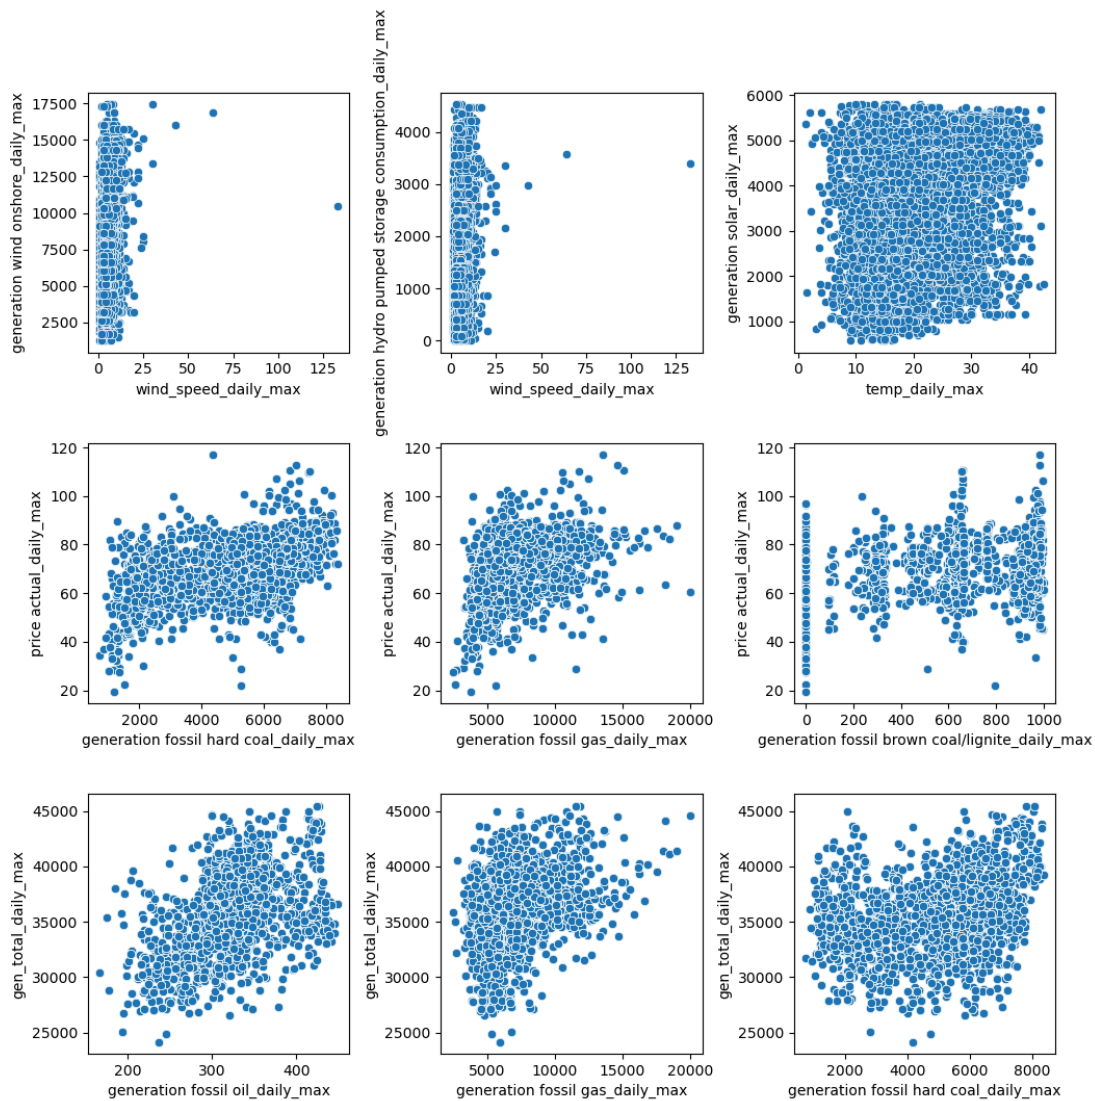 generation wind onshore_daily_max
17500
15000
12500
10000
7500
5000
2500
0 25 50 75 100 125
wind_speed_daily_max
generation hydro pumped storage consumption_daily_max
4000
3000
2000
1000
0
0 25 50 75 100 125
wind_speed_daily_max
generation solar_daily_max
6000
5000
4000
3000
2000
1000
10 20 30 40
temp_daily_max
price actual_daily_max
120
100
80
60
40
20
2000 4000 6000 8000
generation fossil hard coal_daily_max
price actual_daily_max
120
100
80
60
40
20
5000 10000 15000 20000
generation fossil gas_daily_max
price actual_daily_max
120
100
80
60
40
20
0 200 400 600 800 1000
generation fossil brown coal/lignite_daily_max
gen_total_daily_max
45000
40000
35000
30000
25000
200 300 400
generation fossil oil_daily_max
gen_total_daily_max
45000
40000
35000
30000
25000
5000 10000 15000 20000
generation fossil gas_daily_max
gen_total_daily_max
45000
40000
35000
30000
25000
2000 4000 6000 8000
generation fossil hard coal_daily_max